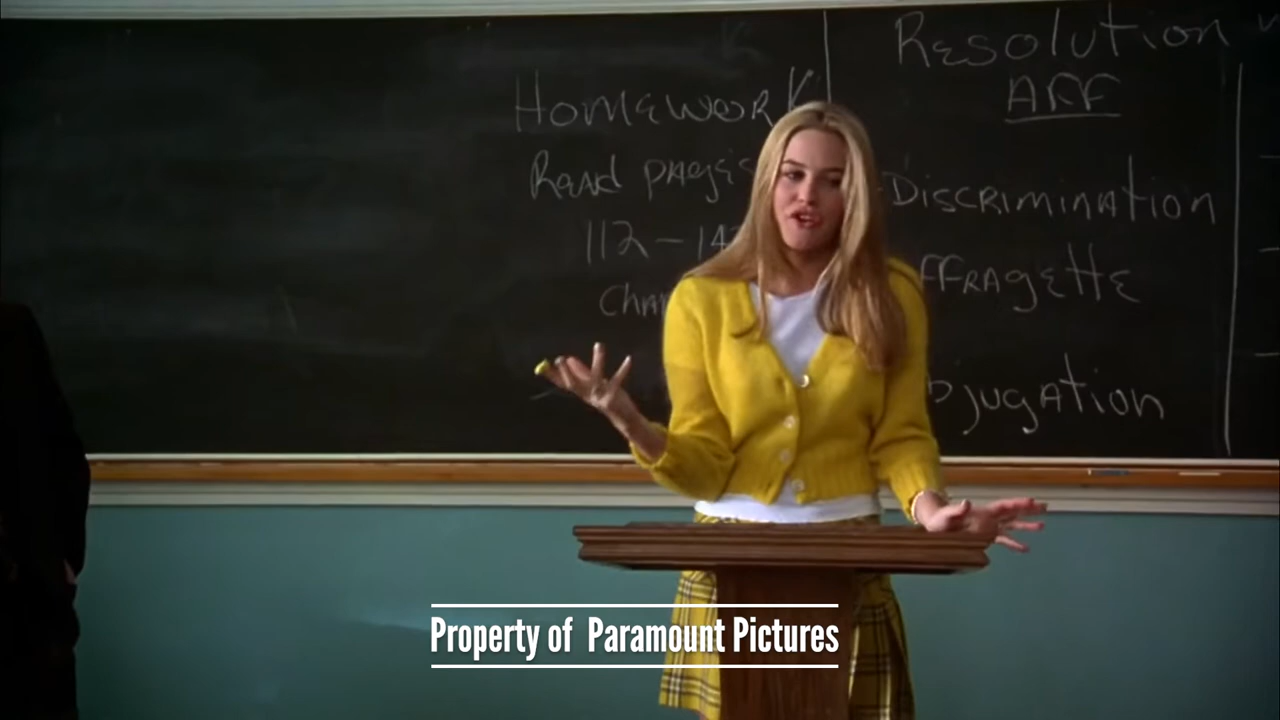 Homework
Read pages
112-14
Resolution
AFF
Discrimination
ffragette
jugation
Property of Paramount Pictures